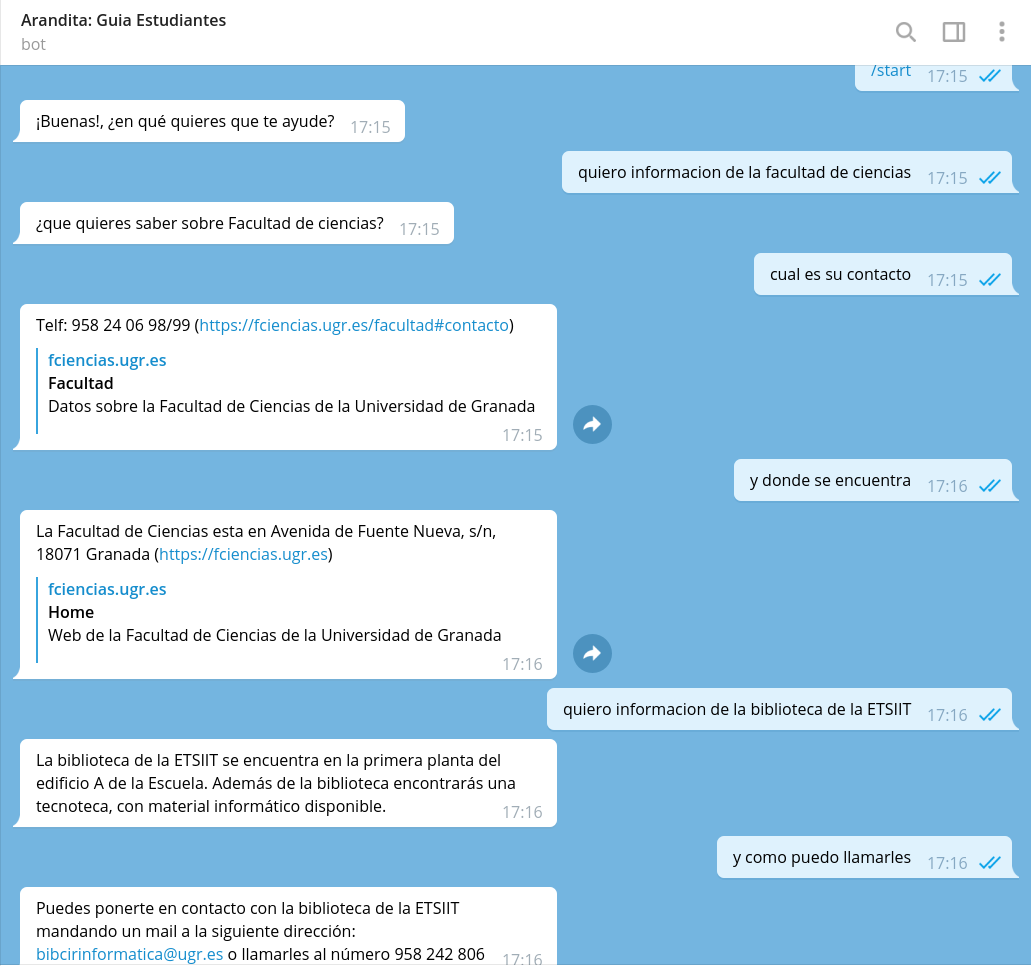 Arandita: Guia Estudiantes
bot
/start 17:15
¡Buenas!, ¿en qué quieres que te ayude? 17:15
quiero informacion de la facultad de ciencias 17:15
¿que quieres saber sobre Facultad de ciencias? 17:15
cual es su contacto 17:15
Telf: 958 24 06 98/99 (https://fciencias.ugr.es/facultad#contacto)
fciencias.ugr.es
Facultad
Datos sobre la Facultad de Ciencias de la Universidad de Granada
17:15
y donde se encuentra 17:16
La Facultad de Ciencias esta en Avenida de Fuente Nueva, s/n,
18071 Granada (https://fciencias.ugr.es)
fciencias.ugr.es
Home
Web de la Facultad de Ciencias de la Universidad de Granada
17:16
quiero informacion de la biblioteca de la ETSIIT 17:16
La biblioteca de la ETSIIT se encuentra en la primera planta del
edificio A de la Escuela. Además de la biblioteca encontrarás una
tecnoteca, con material informático disponible. 17:16
y como puedo llamarles 17:16
Puedes ponerte en contacto con la biblioteca de la ETSIIT
mandando un mail a la siguiente dirección:
bibcirinformatica@ugr.es o llamarles al número 958 242 806 17:16